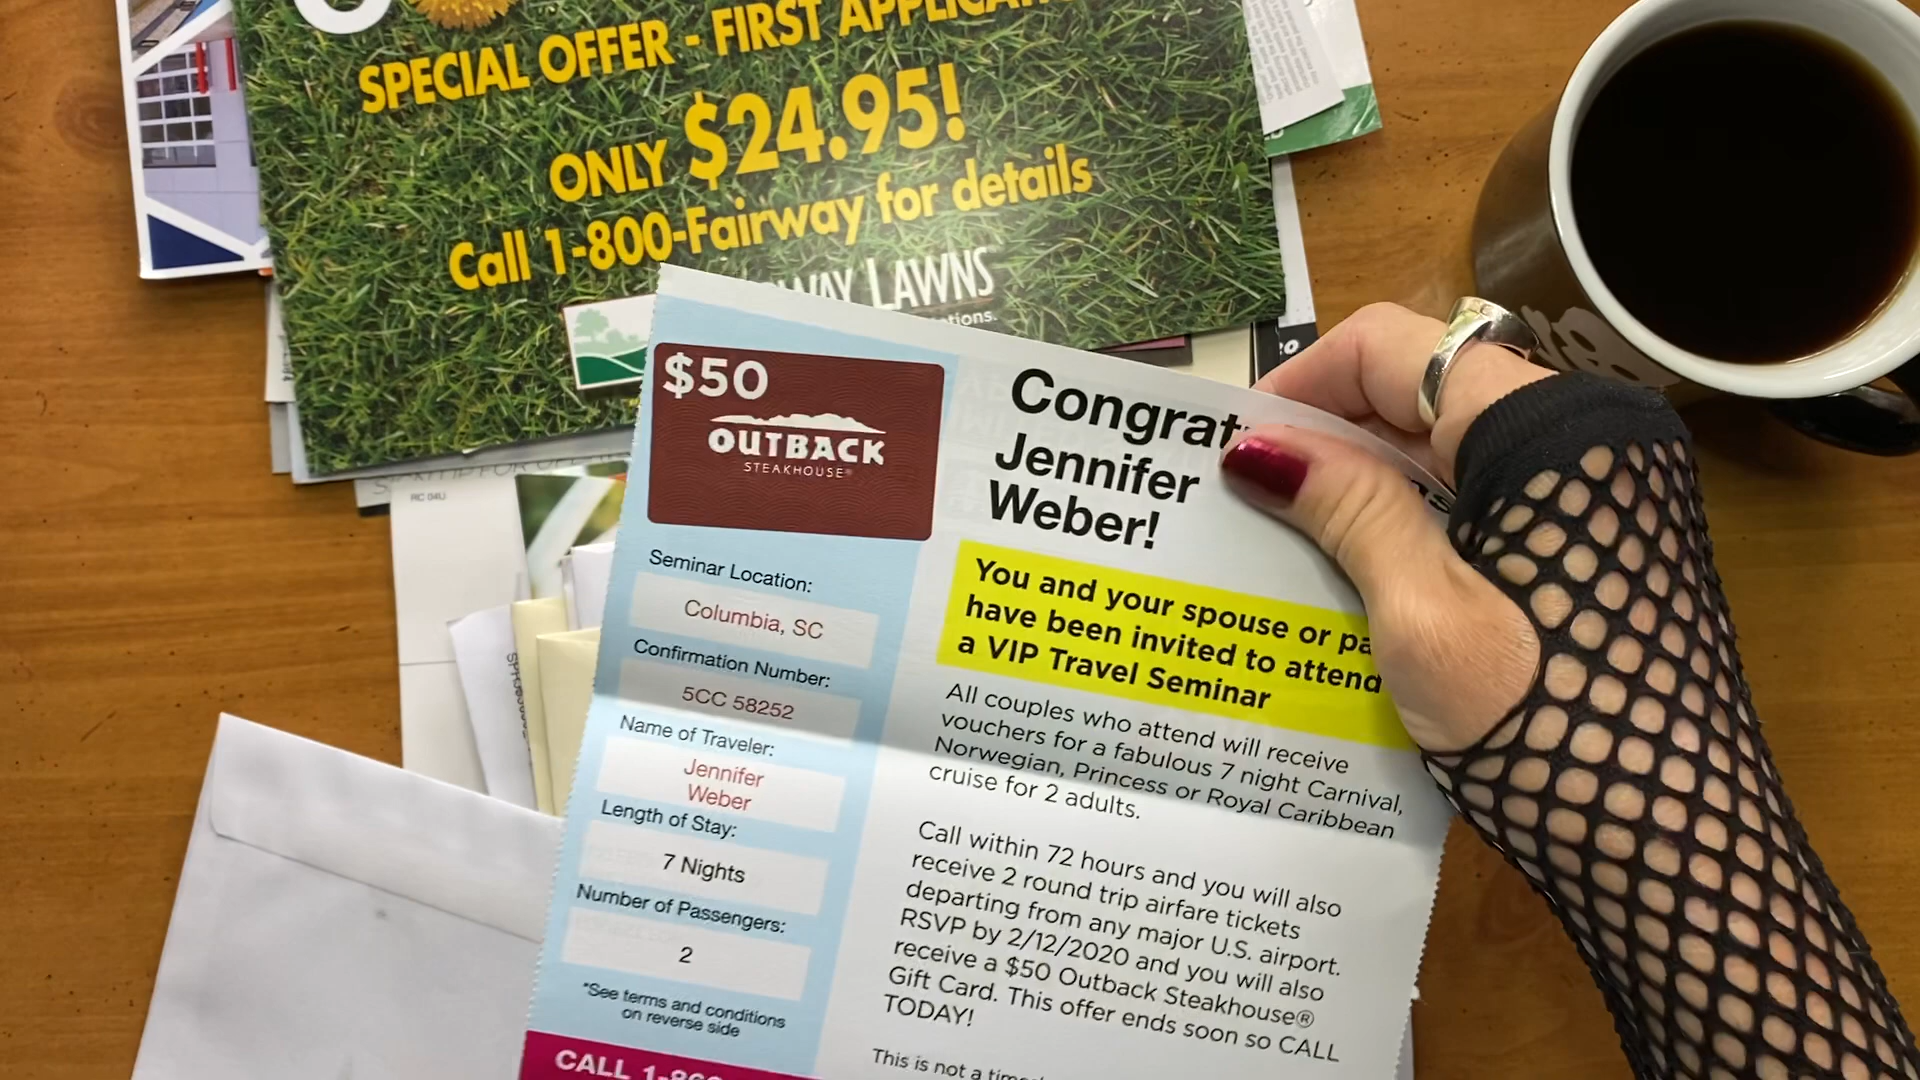 SPECIAL OFFER - FIRST
ONLY $24.95!
Call 1-800-Fairway for details
LAWNS
RC 04U
$50
OUTBACK
STEAKHOUSE®
Seminar Location:
Columbia, SC
Confirmation Number:
5CC 58252
Name of Traveler:
Jennifer
Weber
Length of Stay:
7 Nights
Number of Passengers:
2
*See terms and conditions
on reverse side
CALL
Jennifer
Weber!
You and your spouse or
have been invited to attend
a VIP Travel Seminar
All couples who attend will receive
vouchers for a fabulous 7 night Carnival,
Norwegian, Princess or Royal Caribbean
cruise for 2 adults.
Call within 72 hours and you will also
receive 2 round trip airfare tickets
departing from any major U.S. airport.
RSVP by 2/12/2020 and you will also
receive a $50 Outback Steakhouse®
Gift Card. This offer ends soon so CALL
TODAY!
This is not a